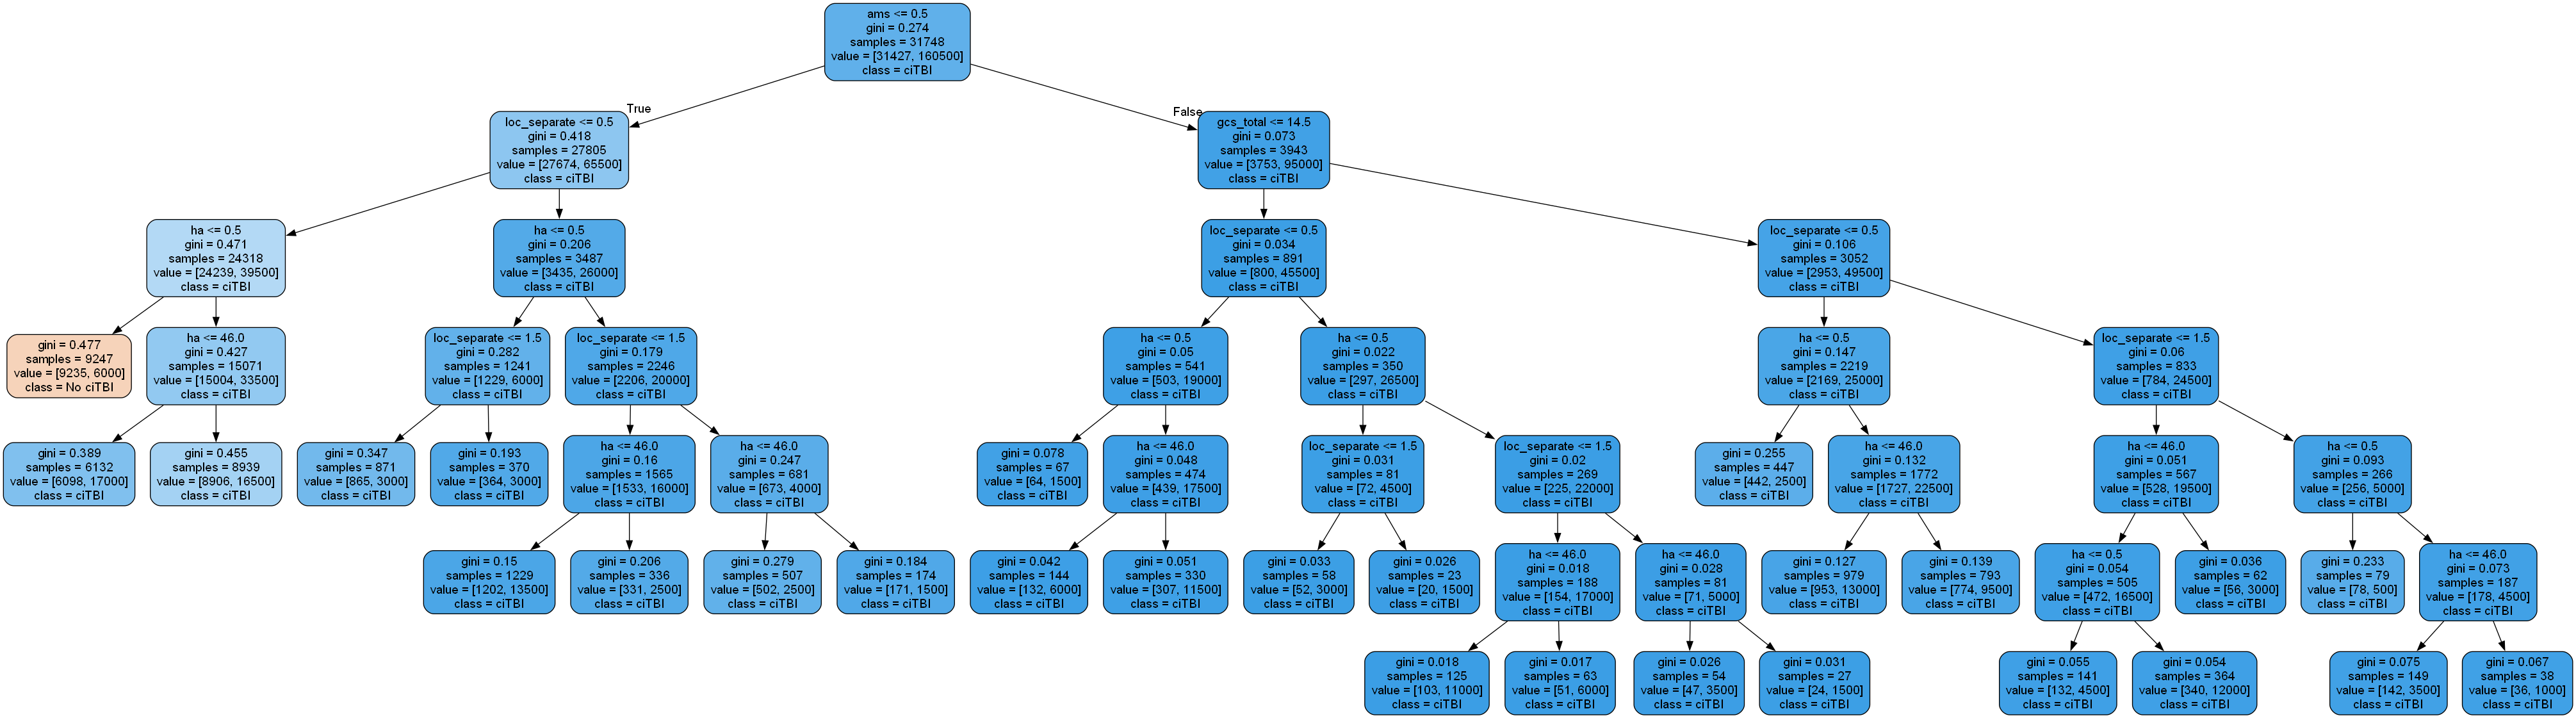 ams <= 0.5
gini = 0.274
samples = 31748
value = [31427, 160500]
class = ciTBI
True
False
loc_separate <= 0.5
gini = 0.418
samples = 27805
value = [27674, 65500]
class = ciTBI
gcs_total <= 14.5
gini = 0.073
samples = 3943
value = [3753, 95000]
class = ciTBI
ha <= 0.5
gini = 0.471
samples = 24318
value = [24239, 39500]
class = ciTBI
ha <= 0.5
gini = 0.206
samples = 3487
value = [3435, 26000]
class = ciTBI
loc_separate <= 0.5
gini = 0.034
samples = 891
value = [800, 45500]
class = ciTBI
loc_separate <= 0.5
gini = 0.106
samples = 3052
value = [2953, 49500]
class = ciTBI
gini = 0.477
samples = 9247
value = [9235, 6000]
class = No ciTBI
ha <= 46.0
gini = 0.427
samples = 15071
value = [15004, 33500]
class = ciTBI
loc_separate <= 1.5
gini = 0.282
samples = 1241
value = [1229, 6000]
class = ciTBI
loc_separate <= 1.5
gini = 0.179
samples = 2246
value = [2206, 20000]
class = ciTBI
ha <= 0.5
gini = 0.05
samples = 541
value = [503, 19000]
class = ciTBI
ha <= 0.5
gini = 0.022
samples = 350
value = [297, 26500]
class = ciTBI
ha <= 0.5
gini = 0.147
samples = 2219
value = [2169, 25000]
class = ciTBI
loc_separate <= 1.5
gini = 0.06
samples = 833
value = [784, 24500]
class = ciTBI
gini = 0.389
samples = 6132
value = [6098, 17000]
class = ciTBI
gini = 0.455
samples = 8939
value = [8906, 16500]
class = ciTBI
gini = 0.347
samples = 871
value = [865, 3000]
class = ciTBI
gini = 0.193
samples = 370
value = [364, 3000]
class = ciTBI
ha <= 46.0
gini = 0.16
samples = 1565
value = [1533, 16000]
class = ciTBI
ha <= 46.0
gini = 0.247
samples = 681
value = [673, 4000]
class = ciTBI
gini = 0.078
samples = 67
value = [64, 1500]
class = ciTBI
ha <= 46.0
gini = 0.048
samples = 474
value = [439, 17500]
class = ciTBI
loc_separate <= 1.5
gini = 0.031
samples = 81
value = [72, 4500]
class = ciTBI
loc_separate <= 1.5
gini = 0.02
samples = 269
value = [225, 22000]
class = ciTBI
gini = 0.255
samples = 447
value = [442, 2500]
class = ciTBI
ha <= 46.0
gini = 0.132
samples = 1772
value = [1727, 22500]
class = ciTBI
ha <= 46.0
gini = 0.051
samples = 567
value = [528, 19500]
class = ciTBI
ha <= 0.5
gini = 0.093
samples = 266
value = [256, 5000]
class = ciTBI
gini = 0.15
samples = 1229
value = [1202, 13500]
class = ciTBI
gini = 0.206
samples = 336
value = [331, 2500]
class = ciTBI
gini = 0.279
samples = 507
value = [502, 2500]
class = ciTBI
gini = 0.184
samples = 174
value = [171, 1500]
class = ciTBI
gini = 0.042
samples = 144
value = [132, 6000]
class = ciTBI
gini = 0.051
samples = 330
value = [307, 11500]
class = ciTBI
gini = 0.033
samples = 58
value = [52, 3000]
class = ciTBI
gini = 0.026
samples = 23
value = [20, 1500]
class = ciTBI
ha <= 46.0
gini = 0.018
samples = 188
value = [154, 17000]
class = ciTBI
ha <= 46.0
gini = 0.028
samples = 81
value = [71, 5000]
class = ciTBI
gini = 0.127
samples = 979
value = [953, 13000]
class = ciTBI
gini = 0.139
samples = 793
value = [774, 9500]
class = ciTBI
ha <= 0.5
gini = 0.054
samples = 505
value = [472, 16500]
class = ciTBI
gini = 0.036
samples = 62
value = [56, 3000]
class = ciTBI
gini = 0.233
samples = 79
value = [78, 500]
class = ciTBI
ha <= 46.0
gini = 0.073
samples = 187
value = [178, 4500]
class = ciTBI
gini = 0.018
samples = 125
value = [103, 11000]
class = ciTBI
gini = 0.017
samples = 63
value = [51, 6000]
class = ciTBI
gini = 0.026
samples = 54
value = [47, 3500]
class = ciTBI
gini = 0.031
samples = 27
value = [24, 1500]
class = ciTBI
gini = 0.055
samples = 141
value = [132, 4500]
class = ciTBI
gini = 0.054
samples = 364
value = [340, 12000]
class = ciTBI
gini = 0.075
samples = 149
value = [142, 3500]
class = ciTBI
gini = 0.067
samples = 38
value = [36, 1000]
class = ciTBI